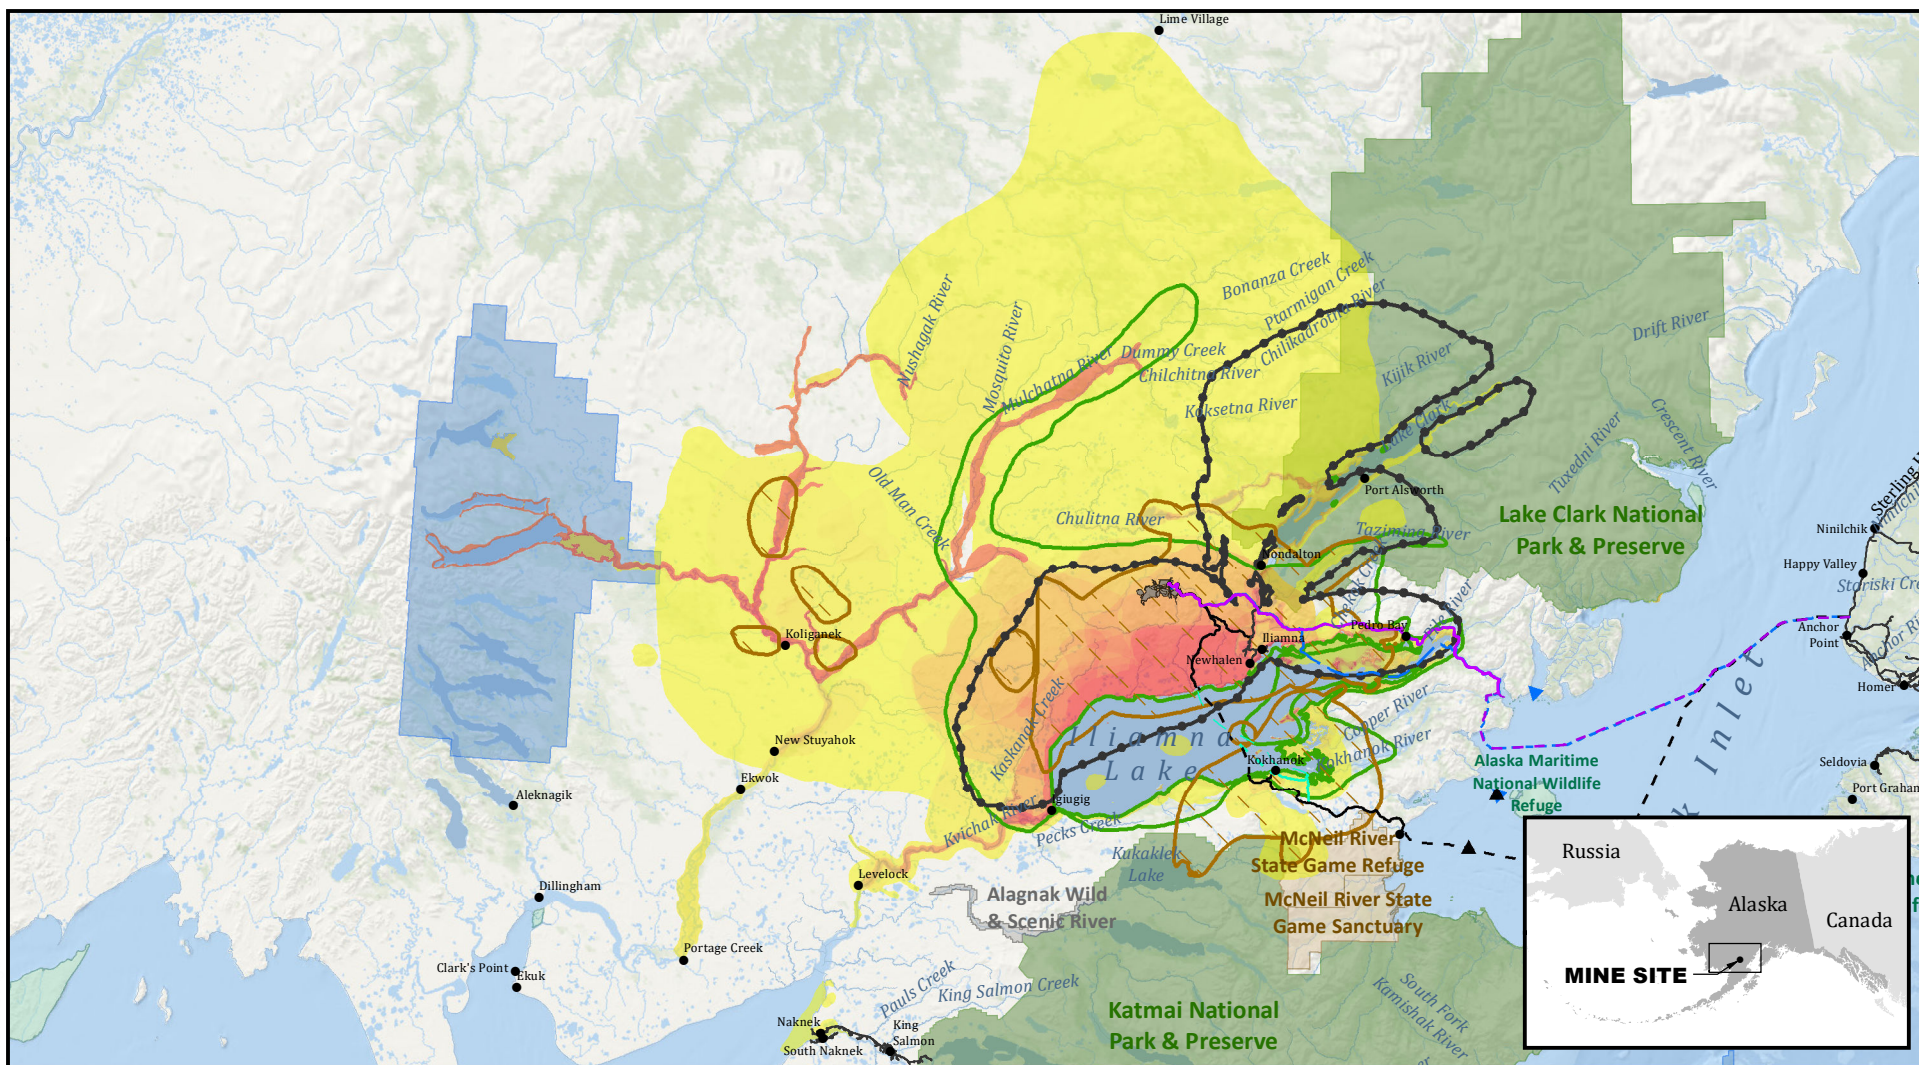 Lime Village
Bonanza Creek
Ptarmigan Creek
Chilikadrotna River
Nushagak River
Mosquito River
Mulchatna River
Dummy Creek
Chilchitna River
Koksetna River
Kijik River
Drift River
Lake Clark
Crescent River
Tuxedni River
Old Man Creek
Chulitna River
Port Alsworth
Tazimina River
Lake Clark National
Park & Preserve
Nondalton
Ninilchik
Happy Valley
Koliganek
Iliamna
Newhalen
Pedro Bay
Anchor
Point
Homer
Kaskanak Creek
Iliamna
Lake
Copper River
Kokhanok River
Kokhanok
New Stuyahok
Ekwok
Aleknagik
Igiugig
Kvichak River
Pecks Creek
Kukaklek
Lake
Alaska Maritime
National Wildlife
Refuge
Inlet
Seldovia
Port Graham
McNeil River
State Game Refuge
McNeil River State
Game Sanctuary
Levelock
Alagnak Wild
& Scenic River
Dillingham
Portage Creek
Clark's Point
Ekuk
Pauls Creek
King Salmon Creek
Naknek
South Naknek
King
Salmon
Katmai National
Park & Preserve
South Fork
Kamishak River
Russia
Alaska
Canada
MINE SITE